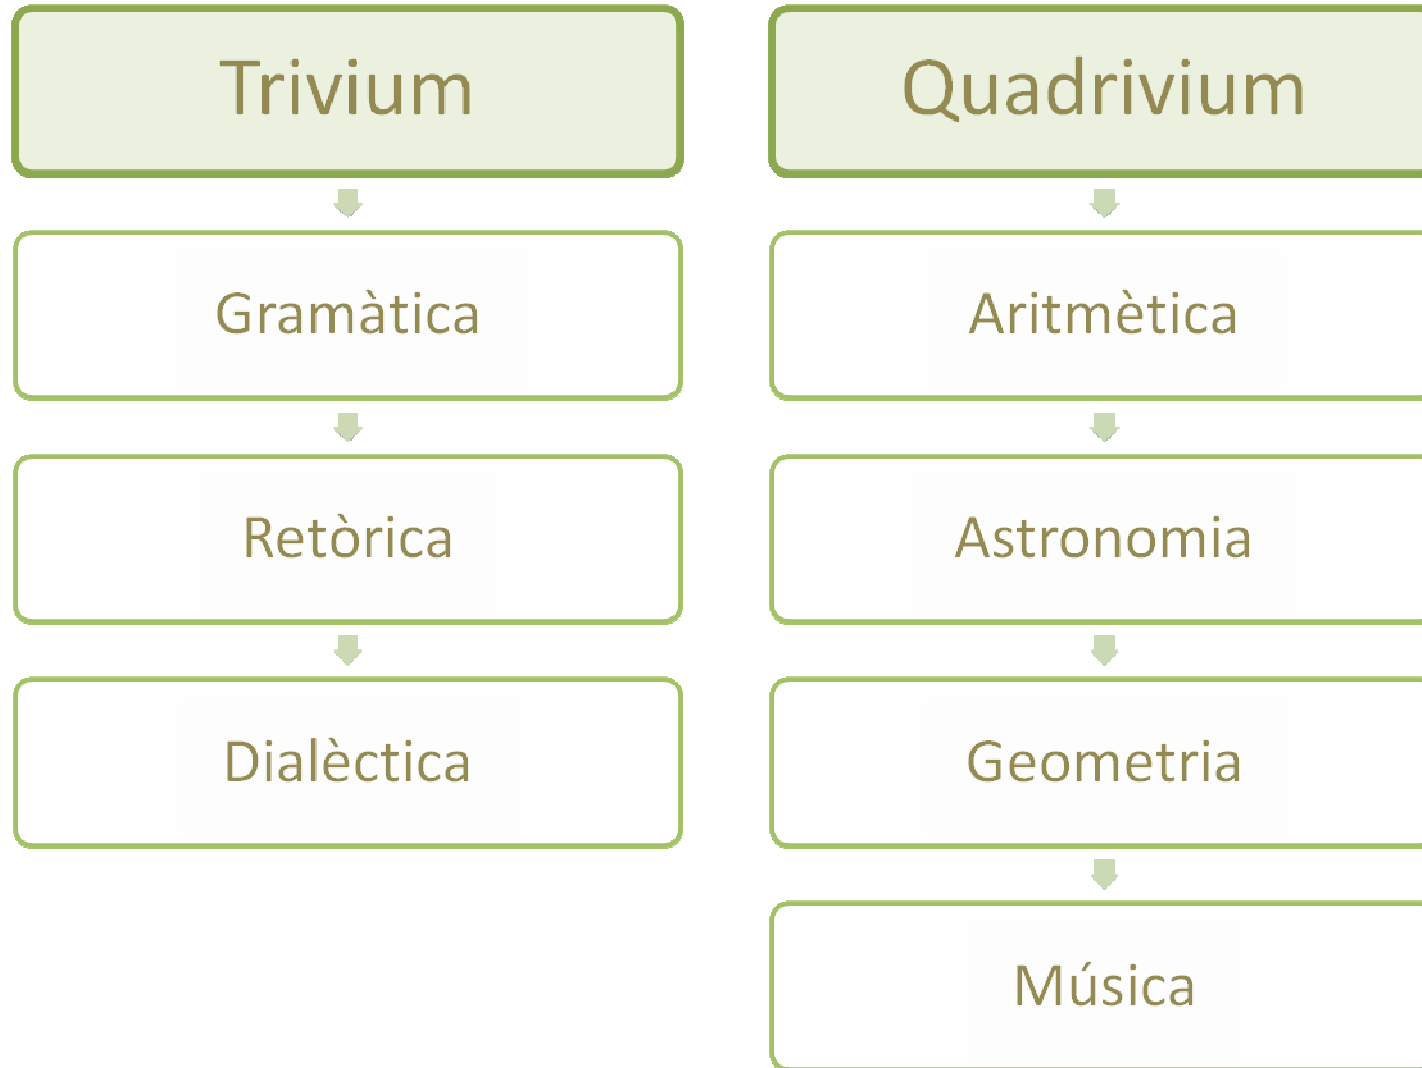 Trivium
Gramàtica
Retòrica
Dialèctica
Quadrivium
Aritmètica
Astronomia
Geometria
Música